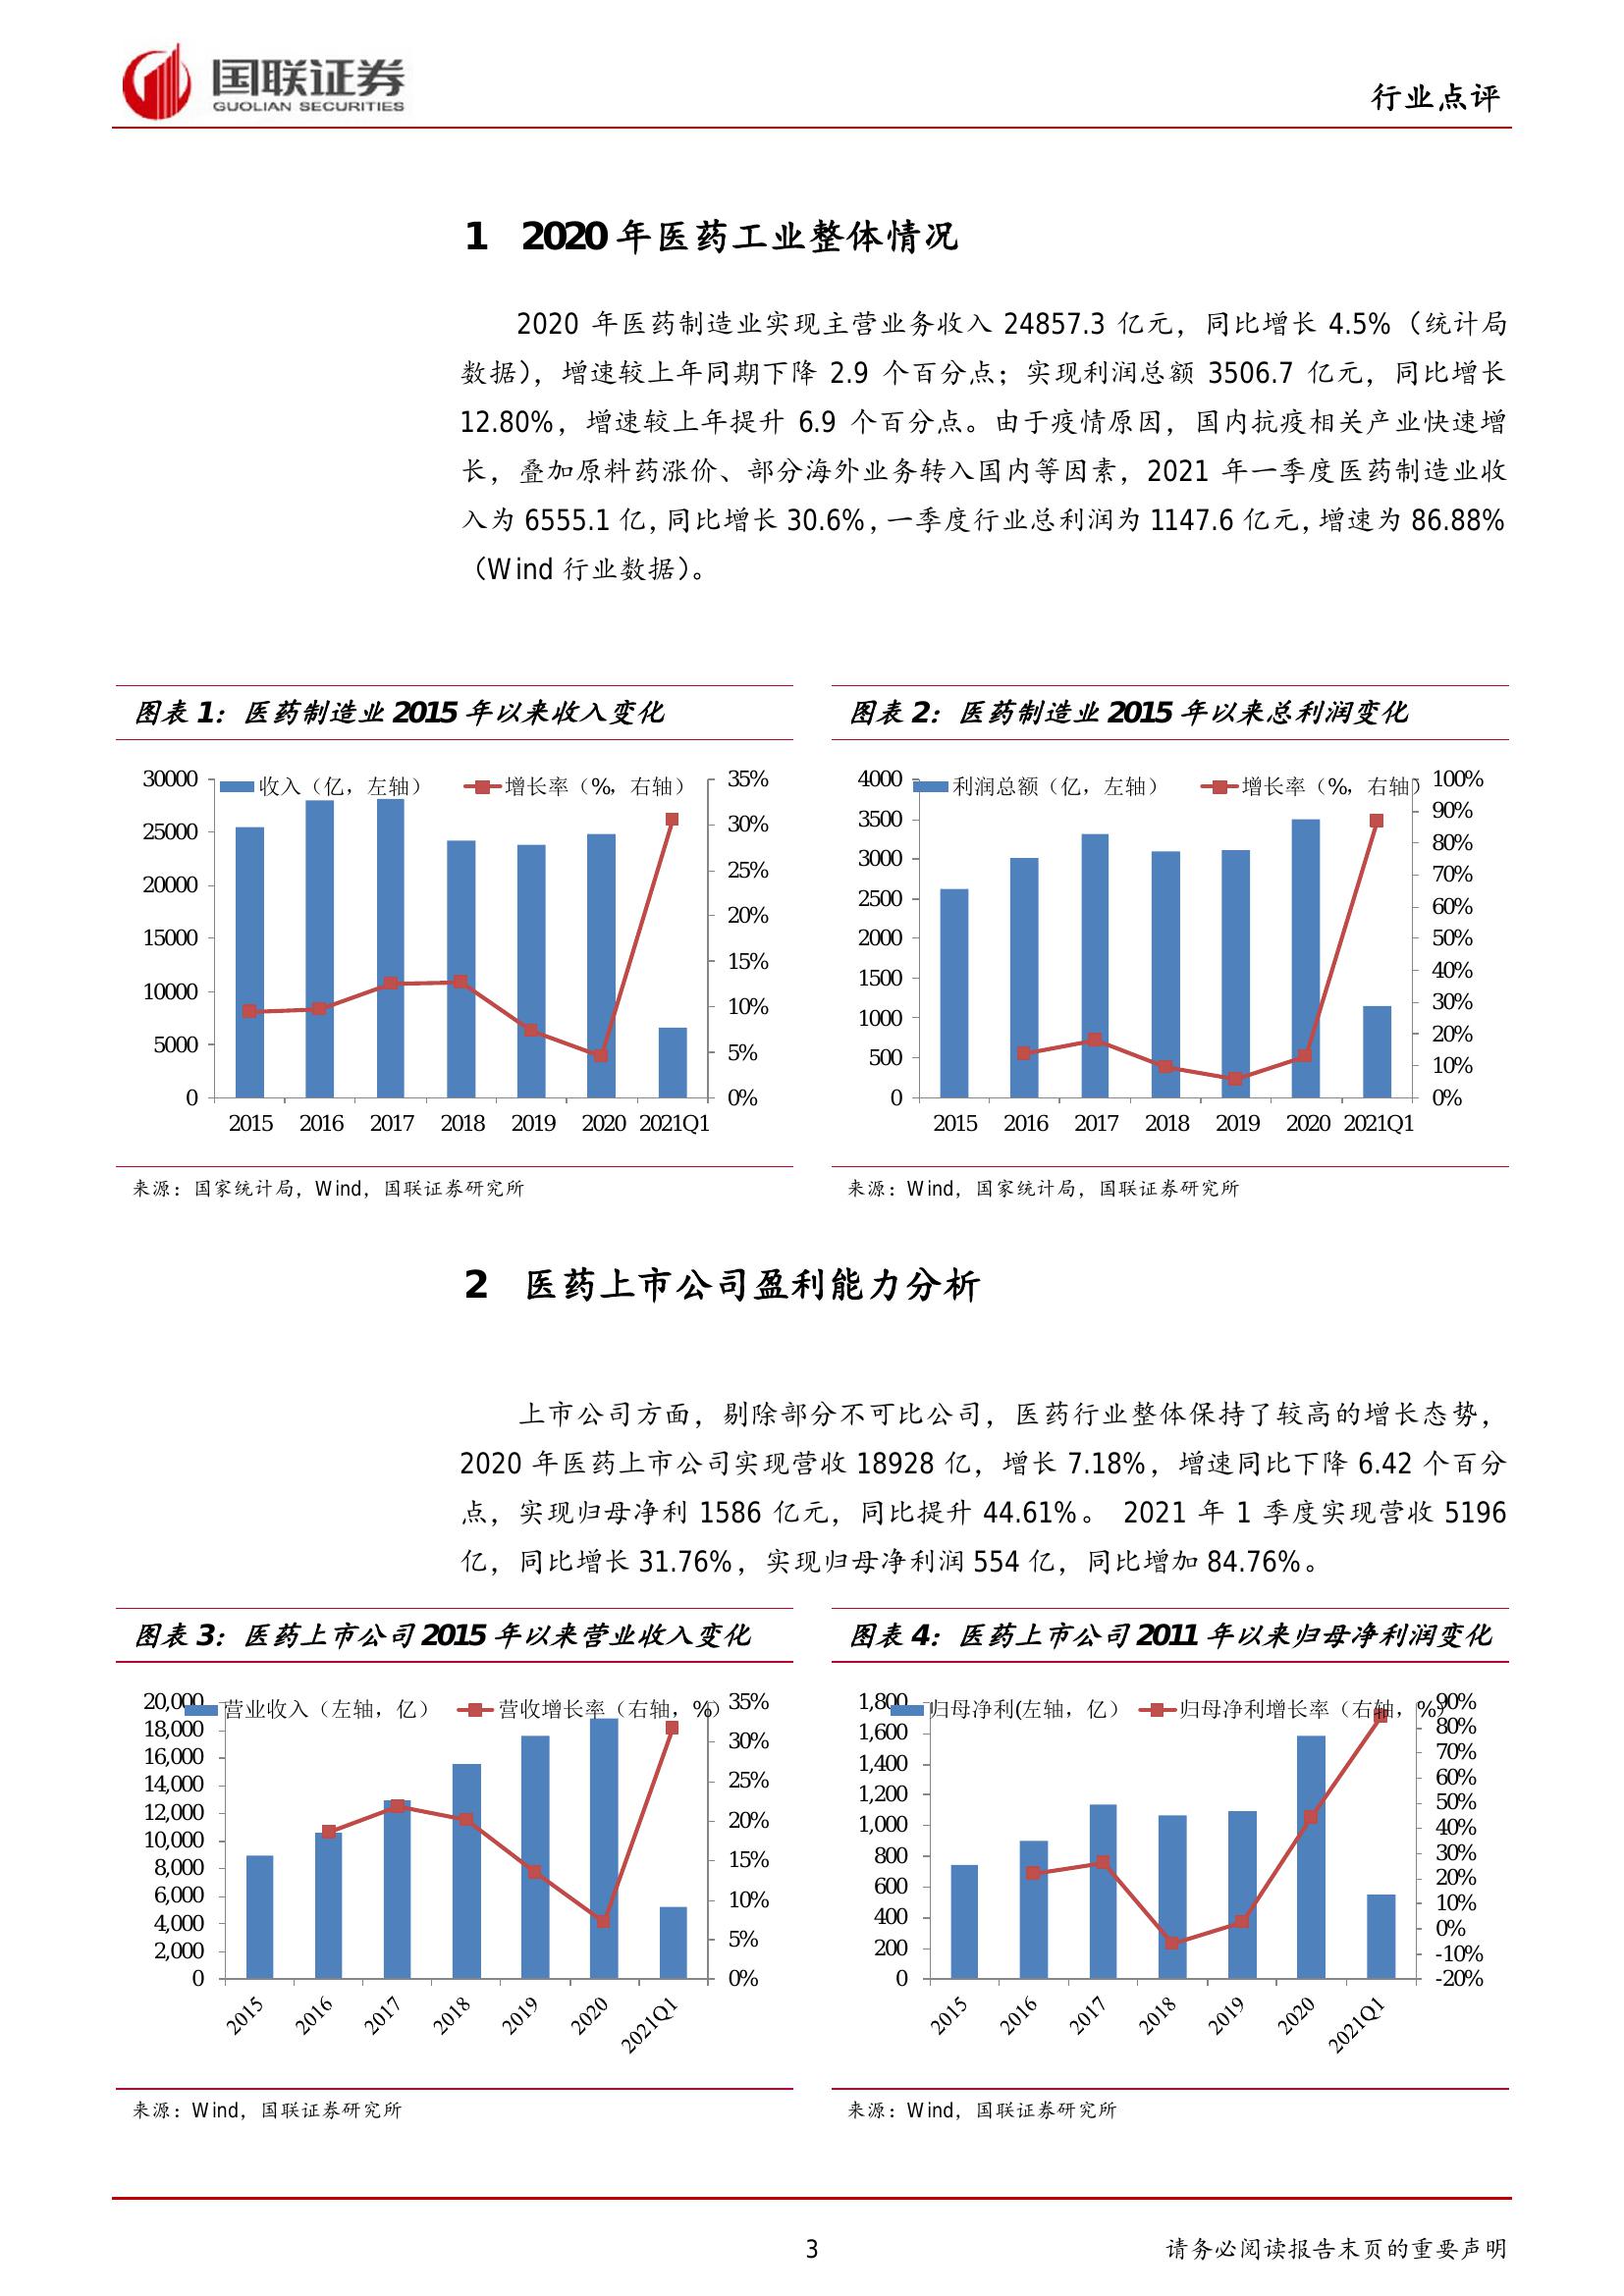 国联证券
GUOLIAN SECURITIES
行业点评
1 2020 年医药工业整体情况
2020 年医药制造业实现主营业务收入 24857.3 亿元，同比增长 4.5%（统计局
数据），增速较上年同期下降 2.9 个百分点；实现利润总额 3506.7 亿元，同比增长
12.80%，增速较上年提升 6.9 个百分点。由于疫情原因，国内抗疫相关产业快速增
长，叠加原料药涨价、部分海外业务转入国内等因素，2021 年一季度医药制造业收
入为 6555.1 亿，同比增长 30.6%，一季度行业总利润为 1147.6 亿元，增速为 86.88%
（Wind 行业数据）。
图表 1：医药制造业 2015 年以来收入变化
收入（亿，左轴）
增长率（%，右轴）
30000
25000
20000
15000
10000
5000
0
35%
30%
25%
20%
15%
10%
5%
0%
2015 2016 2017 2018 2019 2020 2021Q1
来源：国家统计局，Wind，国联证券研究所
图表 2：医药制造业 2015 年以来总利润变化
利润总额（亿，左轴）
增长率（%，右轴）
4000
3500
3000
2500
2000
1500
1000
500
0
100%
90%
80%
70%
60%
50%
40%
30%
20%
10%
0%
2015 2016 2017 2018 2019 2020 2021Q1
来源：Wind，国家统计局，国联证券研究所
2 医药上市公司盈利能力分析
上市公司方面，剔除部分不可比公司，医药行业整体保持了较高的增长态势，
2020 年医药上市公司实现营收 18928 亿，增长 7.18%，增速同比下降 6.42 个百分
点，实现归母净利 1586 亿元，同比提升 44.61%。 2021 年 1 季度实现营收 5196
亿，同比增长 31.76%，实现归母净利润 554 亿，同比增加 84.76%。
图表 3：医药上市公司 2015 年以来营业收入变化
营业收入（左轴，亿）
营收增长率（右轴，%）
20,000
18,000
16,000
14,000
12,000
10,000
8,000
6,000
4,000
2,000
0
35%
30%
25%
20%
15%
10%
5%
0%
2015 2016 2017 2018 2019 2020 2021Q1
来源：Wind，国联证券研究所
图表 4：医药上市公司 2011 年以来归母净利润变化
归母净利(左轴，亿）
归母净利增长率（右轴，%）
1,800
1,600
1,400
1,200
1,000
800
600
400
200
0
90%
80%
70%
60%
50%
40%
30%
20%
10%
0%
-10%
-20%
2015 2016 2017 2018 2019 2020 2021Q1
来源：Wind，国联证券研究所
3
请务必阅读报告末页的重要声明